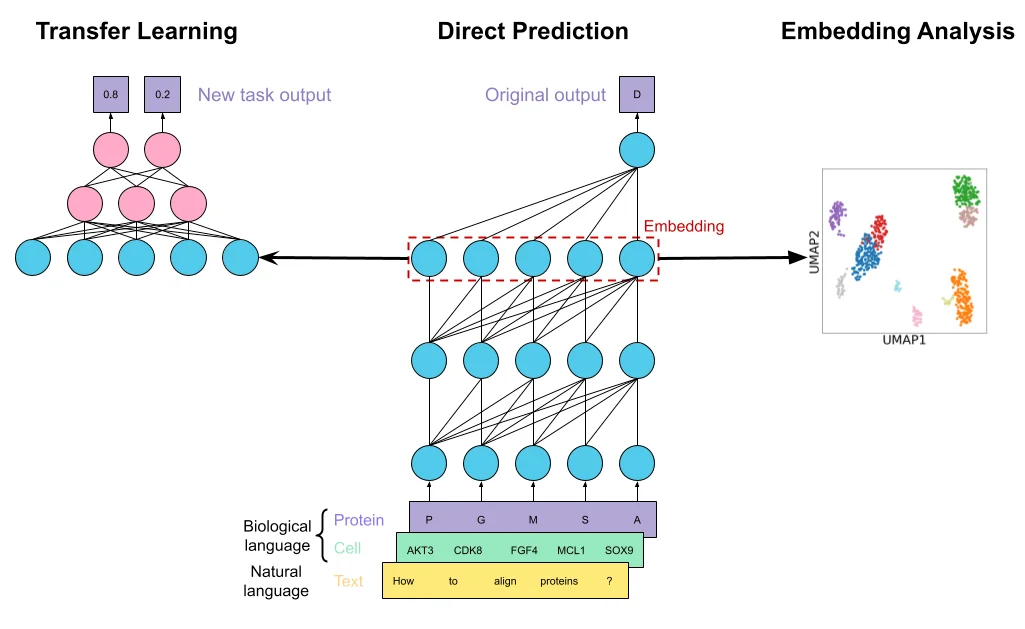 Transfer Learning
Direct Prediction
Embedding Analysis
0.8
0.2
New task output
Original output
D
Embedding
UMAP2
UMAP1
Biological
language
Protein
P G M S A
Cell
AKT3 CDK8 FGF4 MCL1 SOX9
Natural
language
Text
How to align proteins ?